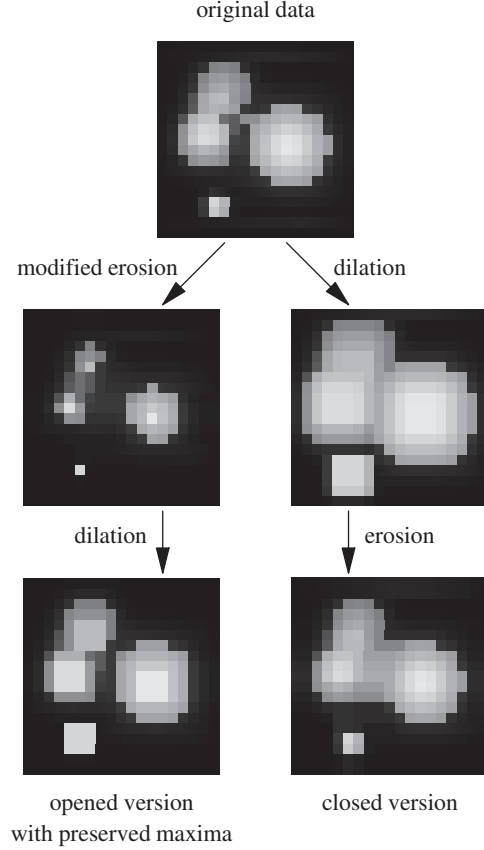 original data
modified erosion
dilation
dilation
erosion
opened version
with preserved maxima
closed version